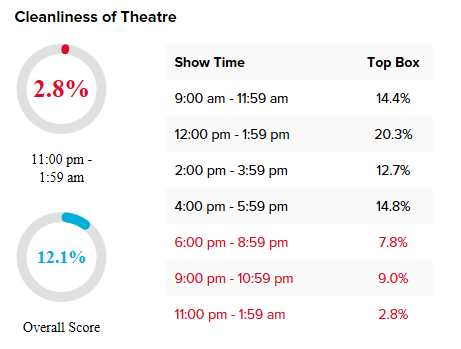 Cleanliness of Theatre
2.8%
11:00 pm -
1:59 am
12.1%
Overall Score
Show Time Top Box
9:00 am - 11:59 am 14.4%
12:00 pm - 1:59 pm 20.3%
2:00 pm - 3:59 pm 12.7%
4:00 pm - 5:59 pm 14.8%
6:00 pm - 8:59 pm 7.8%
9:00 pm - 10:59 pm 9.0%
11:00 pm - 1:59 am 2.8%